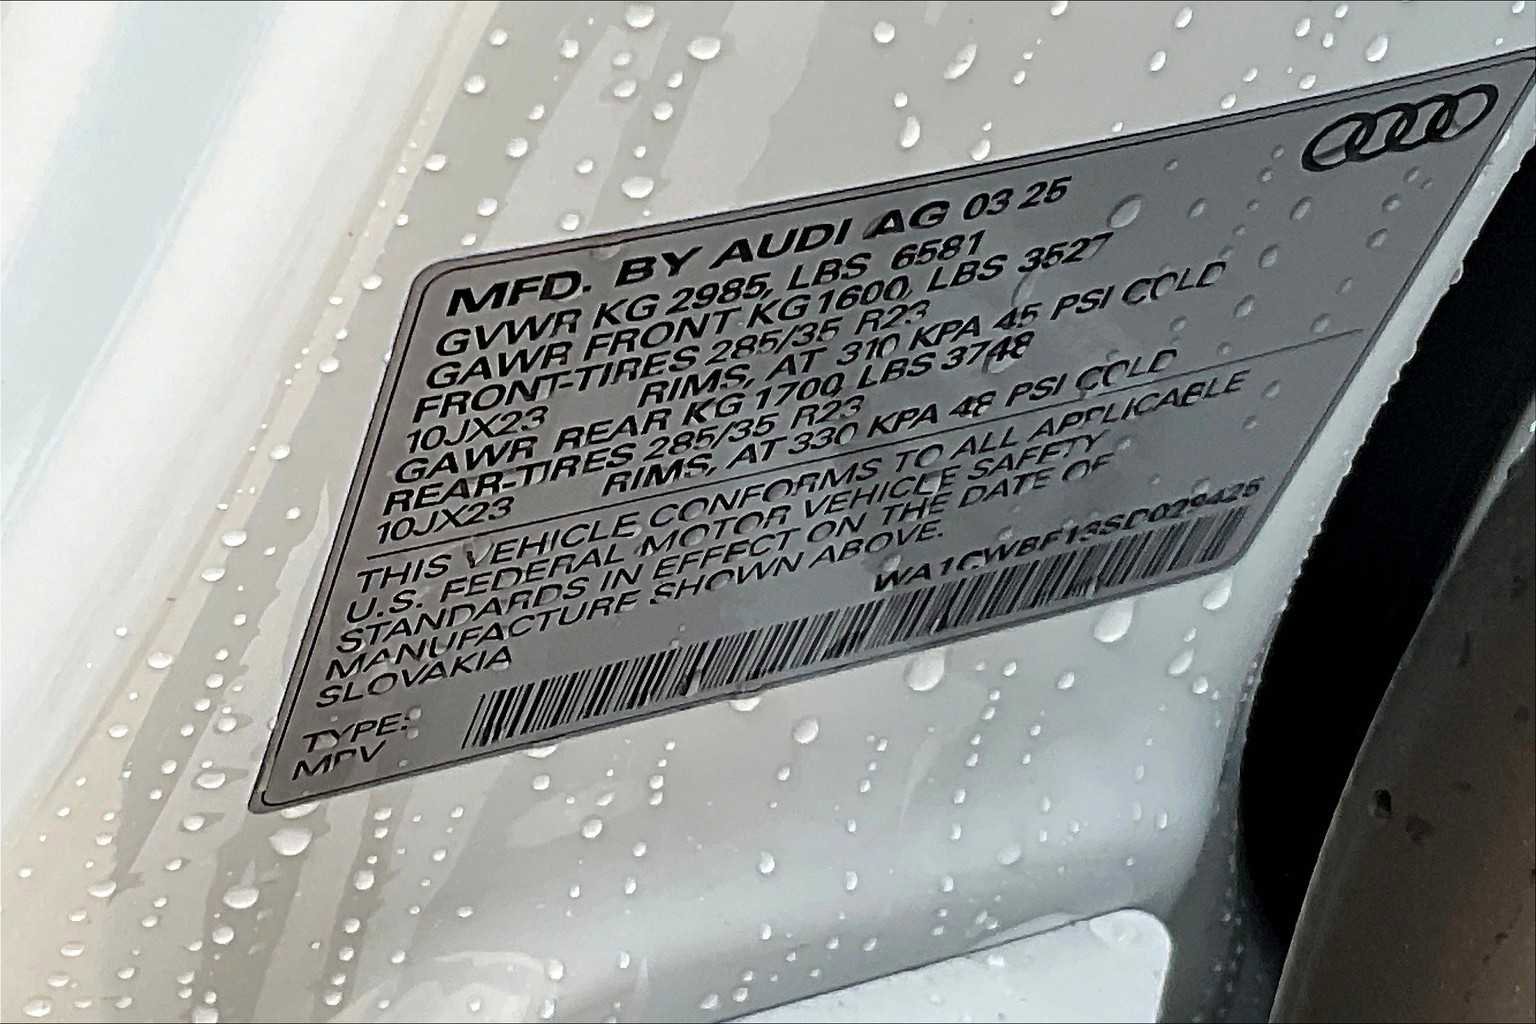 MFD. BY AUDI AG 03 25
GVWR KG 2985, LBS 6581
GAWR FRONT KG 1600, LBS 3527
FRONT-TIRES 285/35 R23
10JX23 RIMS, AT 310 KPA 45 PSI COLD
GAWR REAR KG 1700, LBS 3748
REAR-TIRES 285/35 R23
10JX23 RIMS, AT 330 KPA 48 PSI COLD
THIS VEHICLE CONFORMS TO ALL APPLICABLE
U.S. FEDERAL MOTOR VEHICLE SAFETY
STANDARDS IN EFFECT ON THE DATE OF
MANUFACTURE SHOWN ABOVE.
SLOVAKIA
WA1CWBF13SD029425
TYPE:
MPV